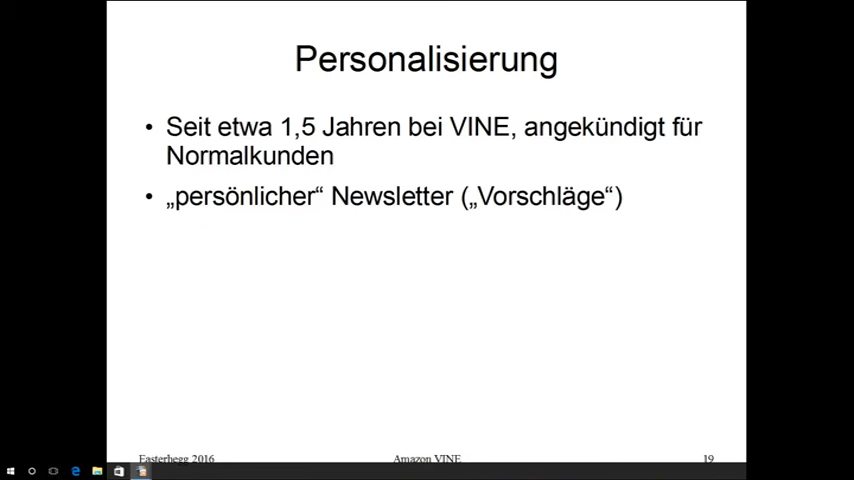 Personalisierung
• Seit etwa 1,5 Jahren bei VINE, angekündigt für
Normalkunden
• „persönlicher“ Newsletter („Vorschläge“)
Easterhegg 2016 Amazon VINE 19